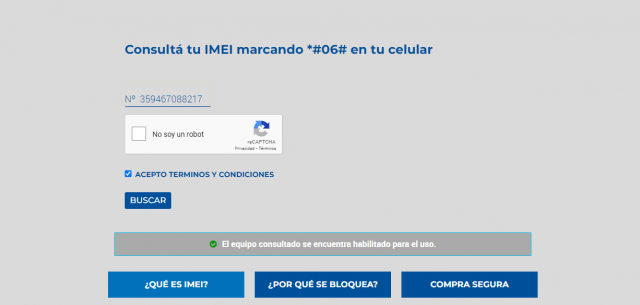 Consultá tu IMEI marcando *#06# en tu celular
Nº 359467088217
No soy un robot
reCAPTCHA
Privacidad - Términos
ACEPTO TERMINOS Y CONDICIONES
BUSCAR
El equipo consultado se encuentra habilitado para el uso.
¿QUÉ ES IMEI? ¿POR QUÉ SE BLOQUEA? COMPRA SEGURA